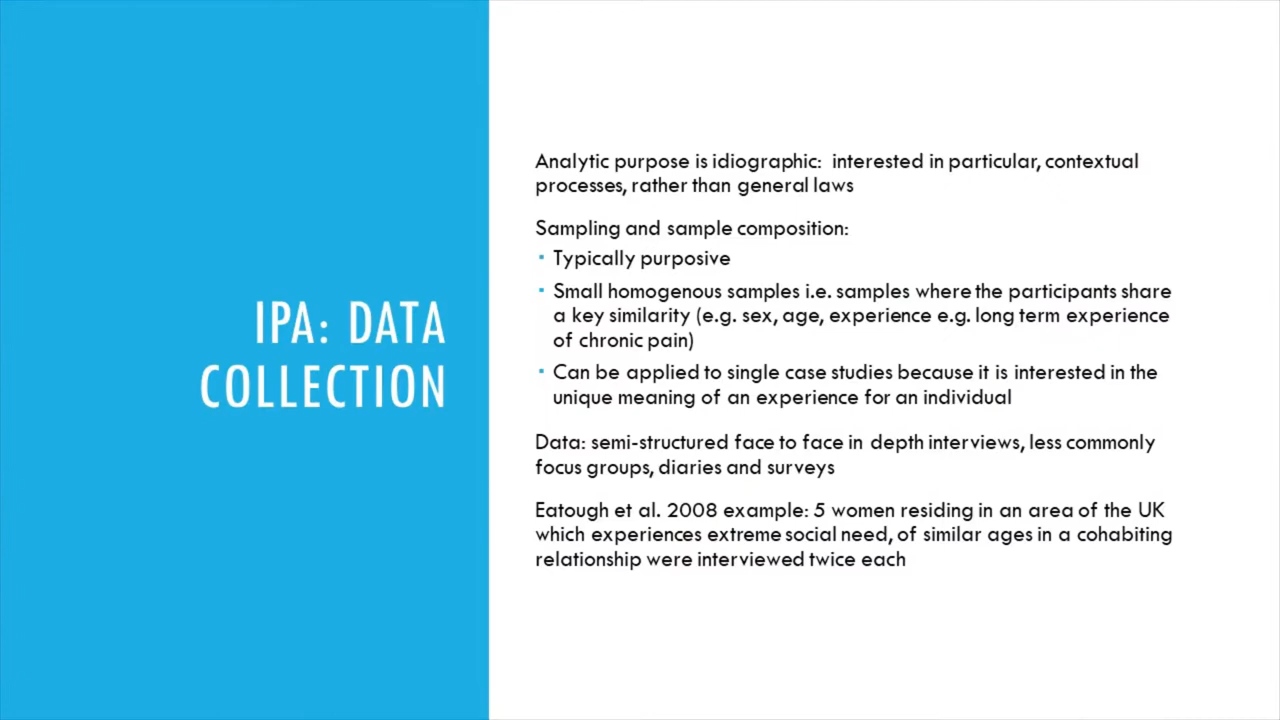 IPA: DATA
COLLECTION
Analytic purpose is idiographic:  interested in particular, contextual
processes, rather than general laws
Sampling and sample composition:
▪ Typically purposive
▪ Small homogenous samples i.e. samples where the participants share
a key similarity (e.g. sex, age, experience e.g. long term experience
of chronic pain)
▪ Can be applied to single case studies because it is interested in the
unique meaning of an experience for an individual
Data: semi-structured face to face in depth interviews, less commonly
focus groups, diaries and surveys
Eatough et al. 2008 example: 5 women residing in an area of the UK
which experiences extreme social need, of similar ages in a cohabiting
relationship were interviewed twice each